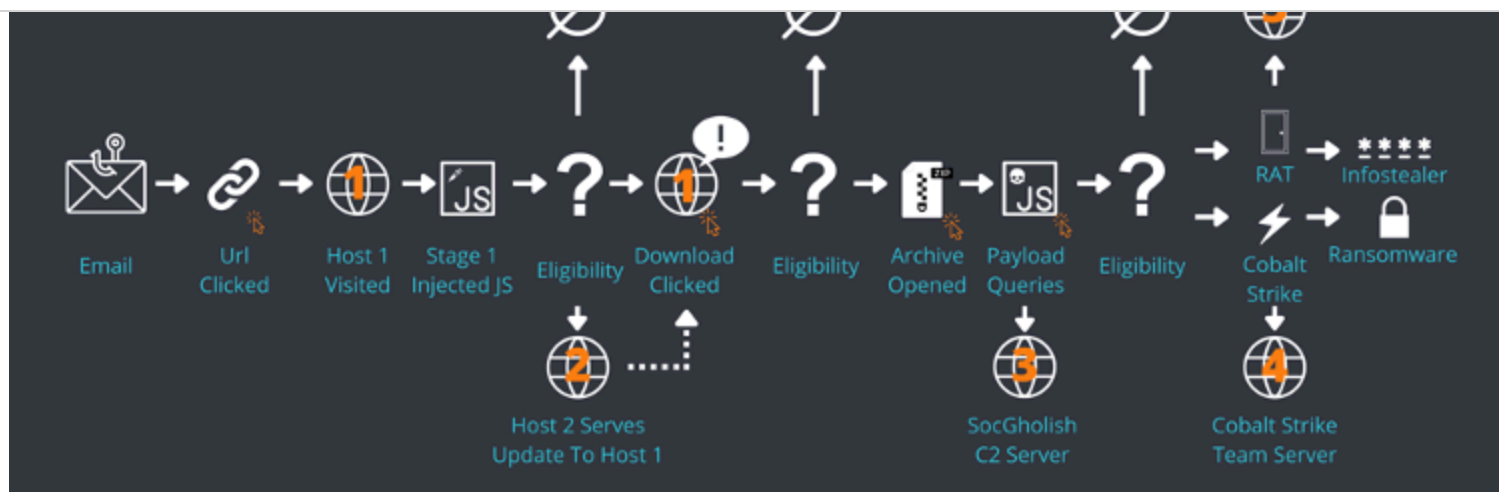 Email
Url
Clicked
1
Host 1
Visited
JS
Stage 1
Injected JS
?
Eligibility
2
Host 2 Serves
Update To Host 1
!
1
Download
Clicked
?
Eligibility
ZIP
Archive
Opened
JS
Payload
Queries
3
SocGholish
C2 Server
?
Eligibility
RAT
****
Infostealer
Cobalt
Strike
Ransomware
4
Cobalt Strike
Team Server